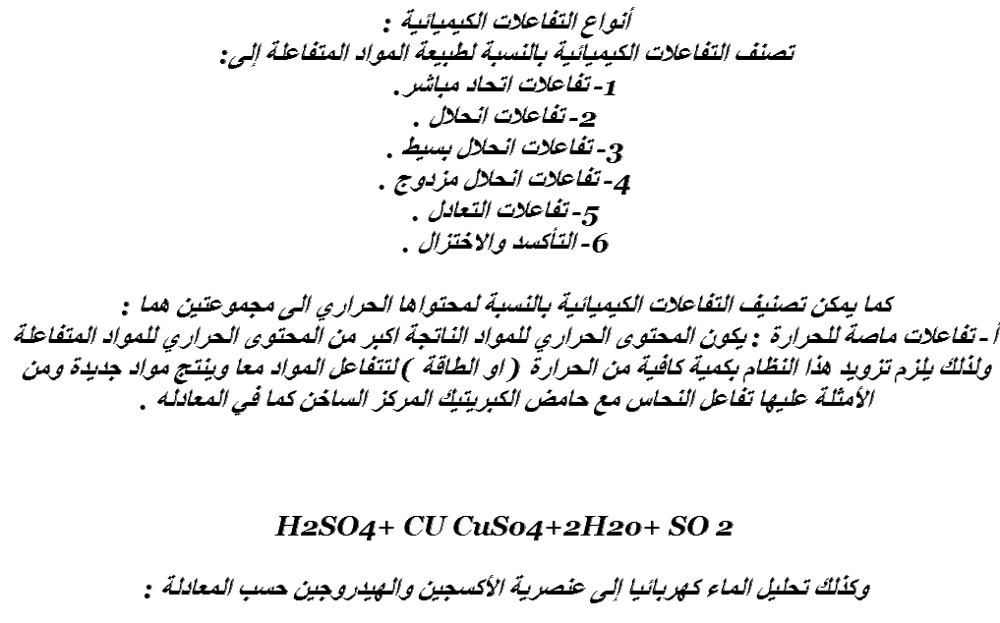 أنواع التفاعلات الكيميائية :
تصنف التفاعلات الكيميائية بالنسبة لطبيعة المواد المتفاعلة إلى:
1- تفاعلات اتحاد مباشر.
2- تفاعلات انحلال .
3- تفاعلات انحلال بسيط .
4- تفاعلات انحلال مزدوج .
5- تفاعلات التعادل .
6- التأكسد والاختزال .
كما يمكن تصنيف التفاعلات الكيميائية بالنسبة لمحتواها الحراري الى مجموعتين هما :
أ - تفاعلات ماصة للحرارة : يكون المحتوى الحراري للمواد الناتجة اكبر من المحتوى الحراري للمواد المتفاعلة
ولذلك يلزم تزويد هذا النظام بكمية كافية من الحرارة ( او الطاقة ) لتتفاعل المواد معا وينتج مواد جديدة ومن
الأمثلة عليها تفاعل النحاس مع حامض الكبريتيك المركز الساخن كما في المعادله .
H2SO4+ CU CuSo4+2H2o+ SO 2
وكذلك تحليل الماء كهربائيا إلى عنصرية الأكسجين والهيدروجين حسب المعادلة :